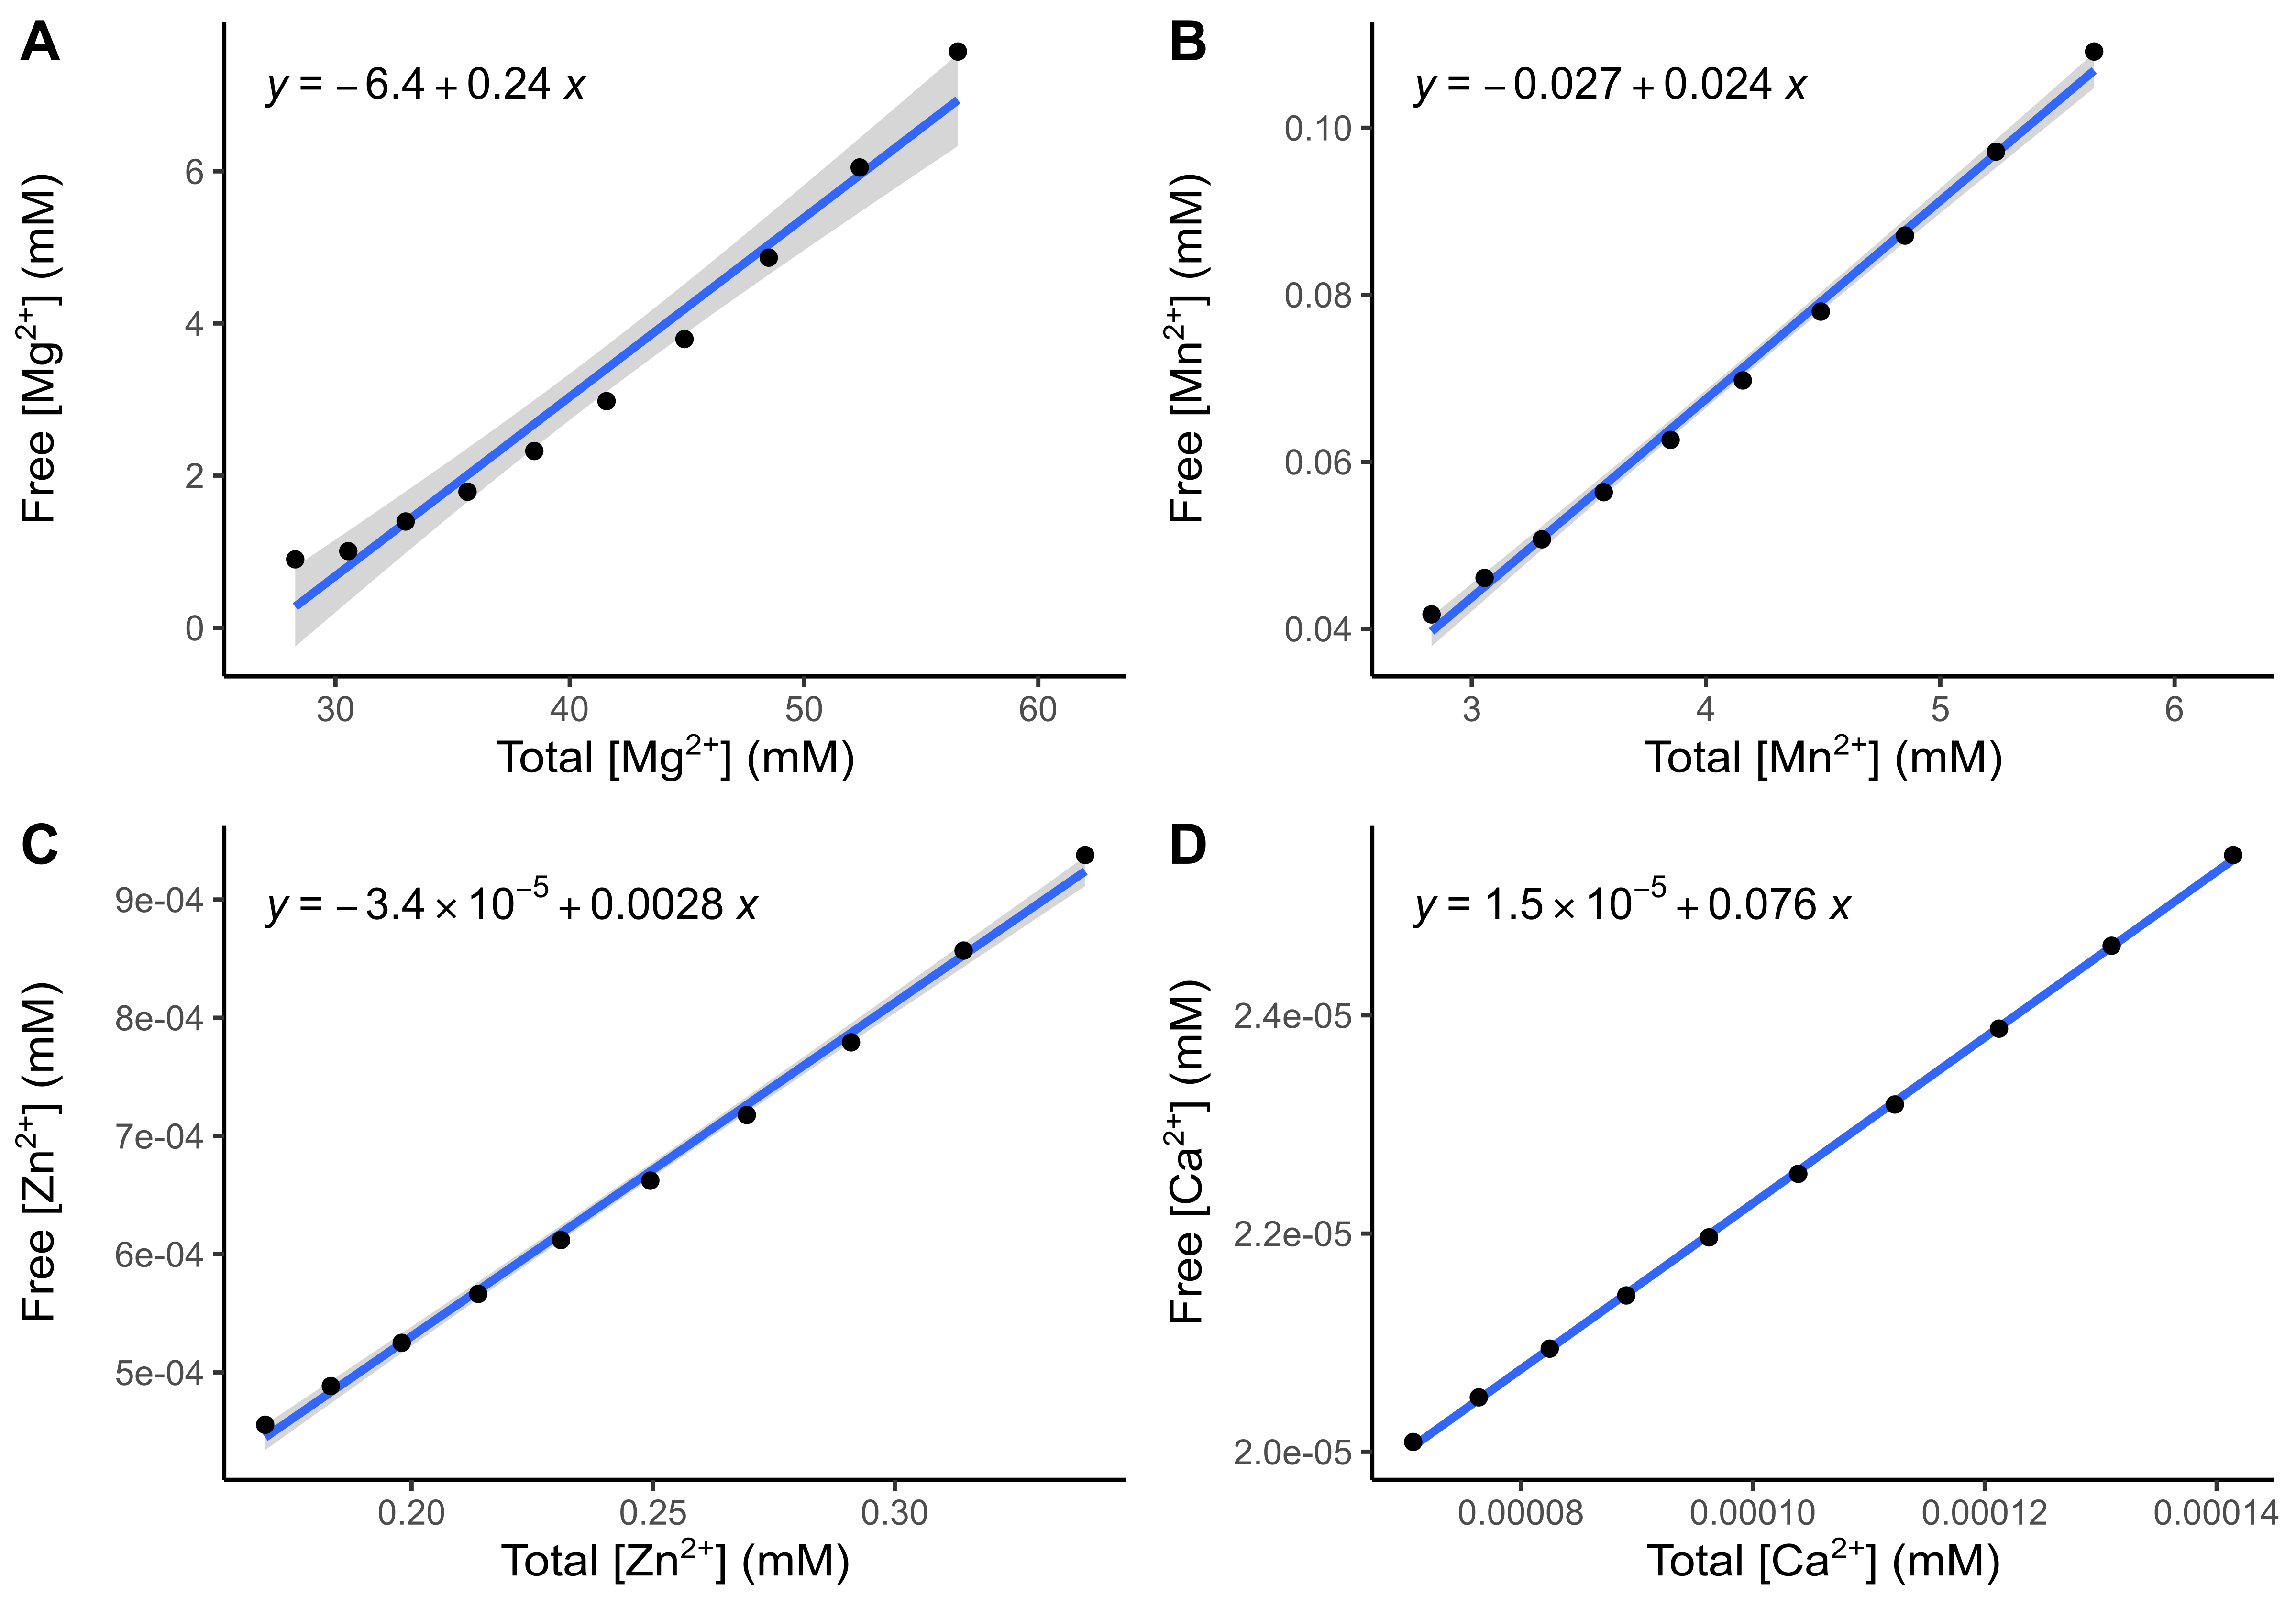 A
y = −6.4 + 0.24 x
Free [Mg²⁺] (mM)
6
4
2
0
30 40 50 60
Total [Mg²⁺] (mM)
B
y = −0.027 + 0.024 x
Free [Mn²⁺] (mM)
0.10
0.08
0.06
0.04
3 4 5 6
Total [Mn²⁺] (mM)
C
y = −3.4 × 10⁻⁵ + 0.0028 x
Free [Zn²⁺] (mM)
9e-04
8e-04
7e-04
6e-04
5e-04
0.20 0.25 0.30
Total [Zn²⁺] (mM)
D
y = 1.5 × 10⁻⁵ + 0.076 x
Free [Ca²⁺] (mM)
2.4e-05
2.2e-05
2.0e-05
0.00008 0.00010 0.00012 0.00014
Total [Ca²⁺] (mM)